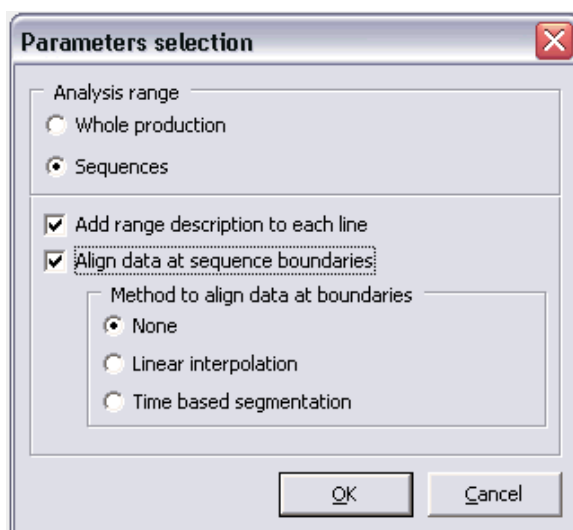 Parameters selection
Analysis range
Whole production
Sequences
Add range description to each line
Align data at sequence boundaries
Method to align data at boundaries
None
Linear interpolation
Time based segmentation
OK Cancel